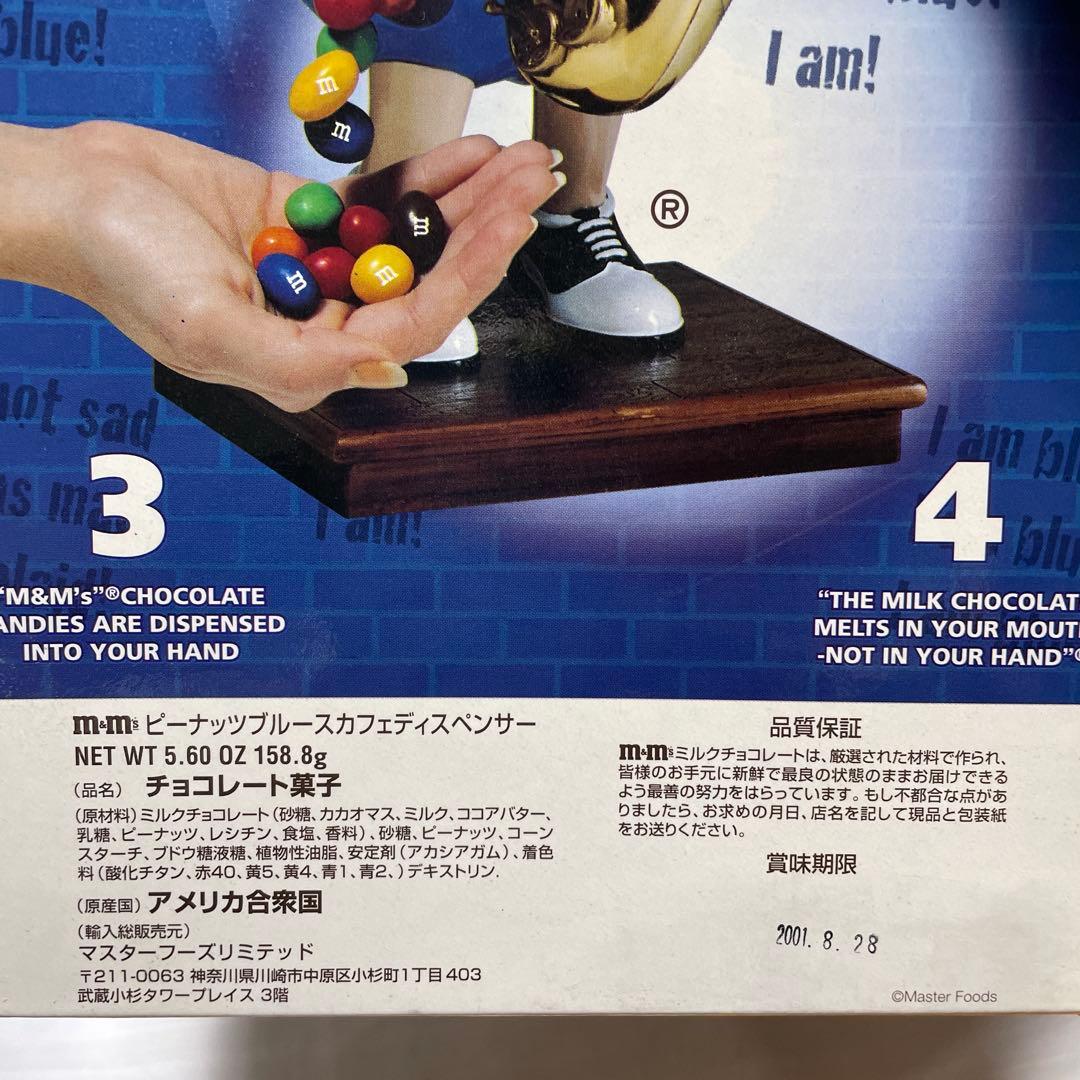 blue!
I am!
®
not sad
I am!
I am
blu
3
4
"M&M's"®CHOCOLATE
ANDIES ARE DISPENSED
INTO YOUR HAND
"THE MILK CHOCOLAT
MELTS IN YOUR MOUT
-NOT IN YOUR HAND"®
m&m's ピーナッツブルースカフェディスペンサー
NET WT 5.60 OZ 158.8g
(品名) チョコレート菓子
(原材料)ミルクチョコレート(砂糖、カカオマス、ミルク、ココアバター、
乳糖、ピーナッツ、レシチン、食塩、香料)、砂糖、ピーナッツ、コーン
スターチ、ブドウ糖液糖、植物性油脂、安定剤(アカシアガム)、着色
料(酸化チタン、赤40、黄5、黄4、青1、青2、)デキストリン.
(原産国)アメリカ合衆国
(輸入総販売元)
マスターフーズリミテッド
〒211-0063 神奈川県川崎市中原区小杉町1丁目403
武蔵小杉タワープレイス 3階
品質保証
m&m'sミルクチョコレートは、厳選された材料で作られ、
皆様のお手元に新鮮で最良の状態のままお届けできる
よう最善の努力をはらっています。もし不都合な点があ
りましたら、お求めの月日、店名を記して現品と包装紙
をお送りください。
賞味期限
2001.8.28
©Master Foods